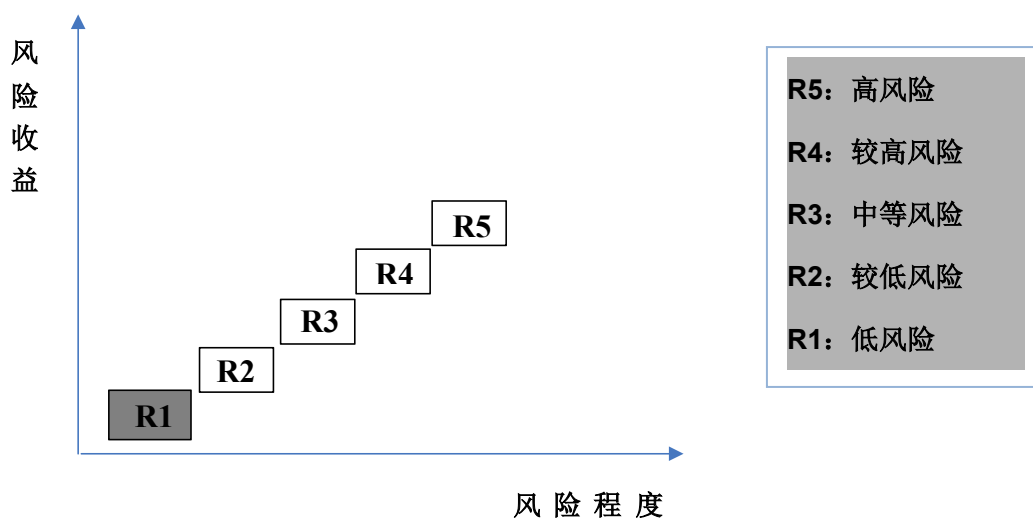 风
险
收
益
R5
R4
R3
R2
R1
风 险 程 度
R5：高风险
R4：较高风险
R3：中等风险
R2：较低风险
R1：低风险